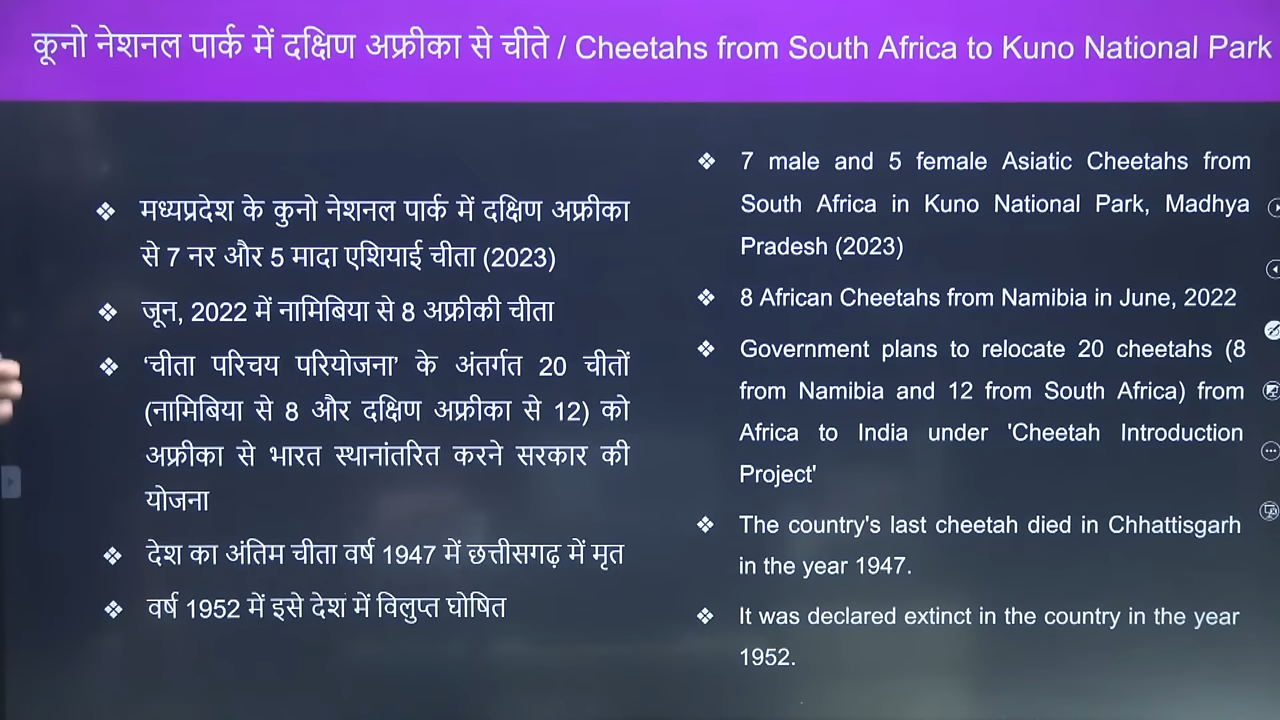 कूनो नेशनल पार्क में दक्षिण अफ्रीका से चीते / Cheetahs from South Africa to Kuno National Park
❖ मध्यप्रदेश के कुनो नेशनल पार्क में दक्षिण अफ्रीका
से 7 नर और 5 मादा एशियाई चीता (2023)
❖ जून, 2022 में नामिबिया से 8 अफ्रीकी चीता
❖ ‘चीता परिचय परियोजना’ के अंतर्गत 20 चीतों
(नामिबिया से 8 और दक्षिण अफ्रीका से 12) को
अफ्रीका से भारत स्थानांतरित करने सरकार की
योजना
❖ देश का अंतिम चीता वर्ष 1947 में छत्तीसगढ़ में मृत
❖ वर्ष 1952 में इसे देश में विलुप्त घोषित
❖ 7 male and 5 female Asiatic Cheetahs from
South Africa in Kuno National Park, Madhya
Pradesh (2023)
❖ 8 African Cheetahs from Namibia in June, 2022
❖ Government plans to relocate 20 cheetahs (8
from Namibia and 12 from South Africa) from
Africa to India under 'Cheetah Introduction
Project'
❖ The country's last cheetah died in Chhattisgarh
in the year 1947.
❖ It was declared extinct in the country in the year
1952.